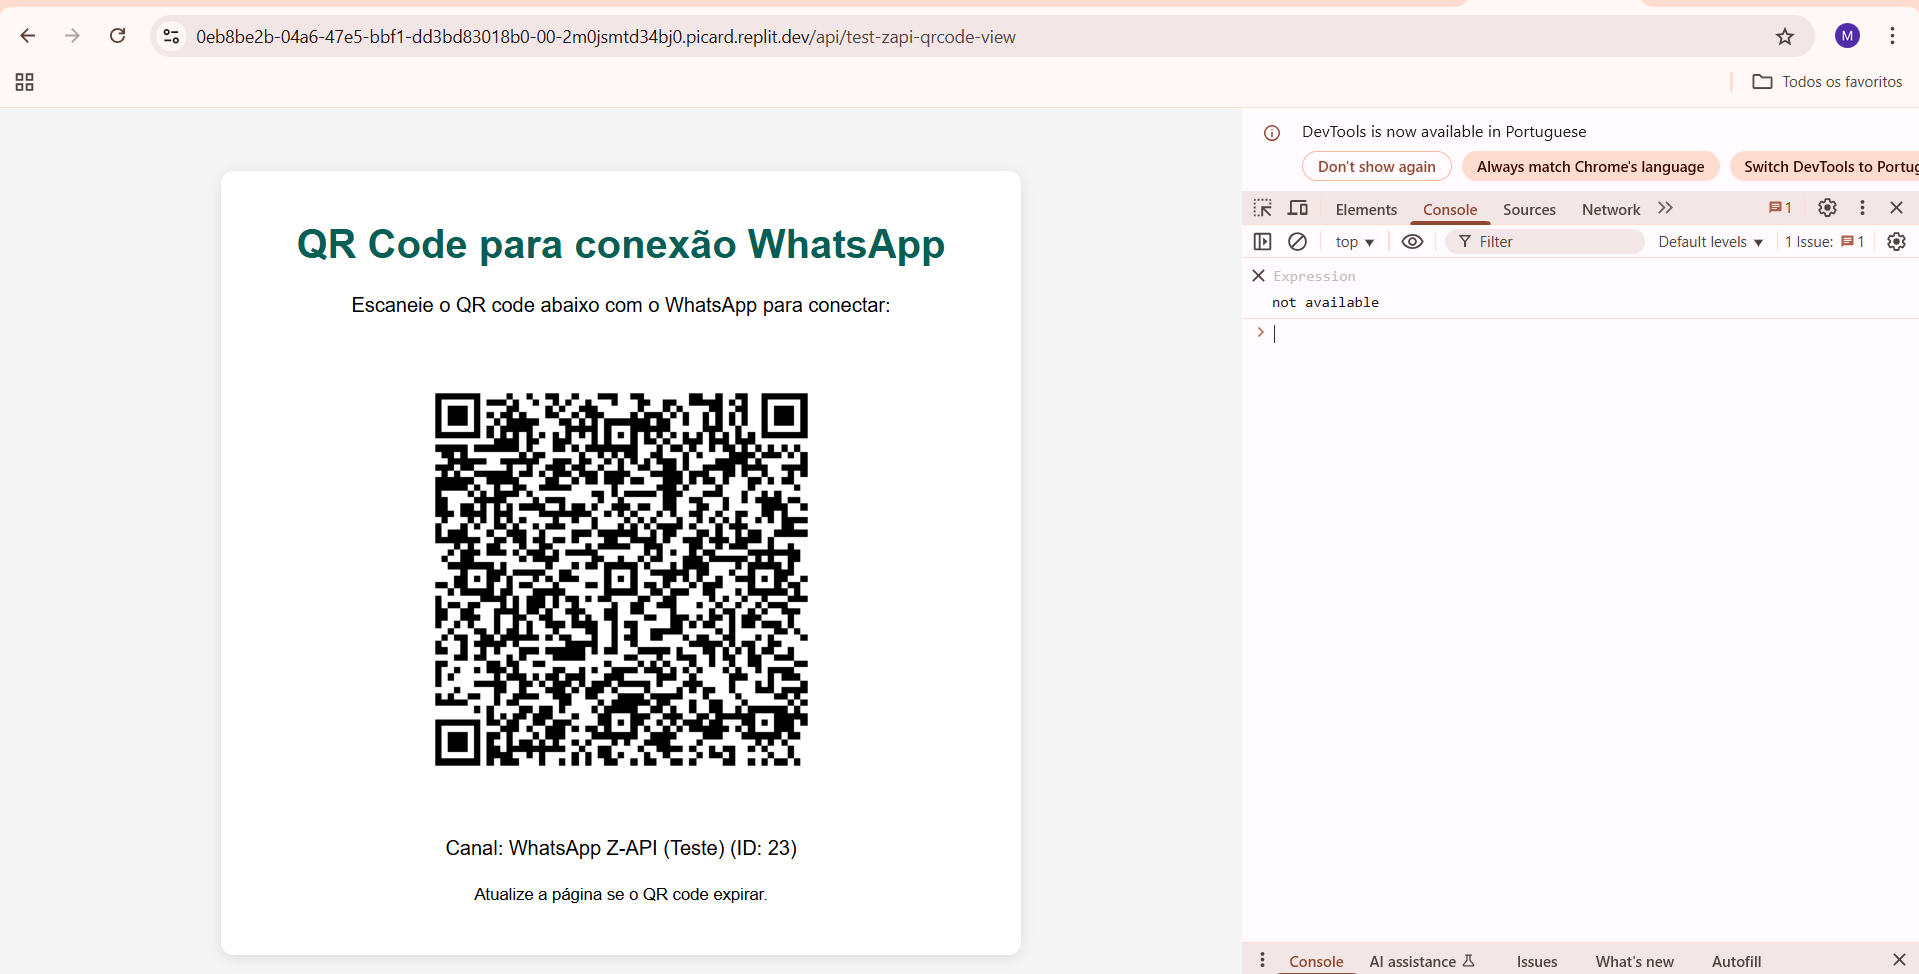 0eb8be2b-04a6-47e5-bbf1-dd3bd83018b0-00-2m0jsmtd34bj0.picard.replit.dev/api/test-zapi-qrcode-view
M
Todos os favoritos
QR Code para conexão WhatsApp
Escaneie o QR code abaixo com o WhatsApp para conectar:
Canal: WhatsApp Z-API (Teste) (ID: 23)
Atualize a página se o QR code expirar.
DevTools is now available in Portuguese
Don't show again Always match Chrome's language Switch DevTools to Portug
Elements Console Sources Network 1
top Filter Default levels 1 Issue: 1
Expression
not available
Console AI assistance Issues What's new Autofill